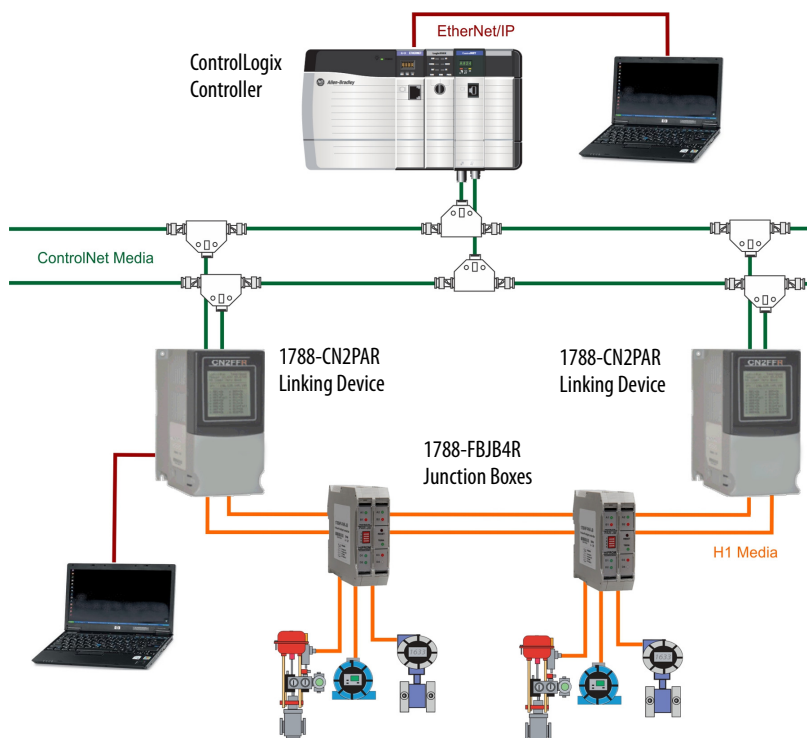 EtherNet/IP
ControlLogix
Controller
Allen-Bradley
ControlNet Media
CN2FFR
1788-CN2PAR
Linking Device
1788-CN2PAR
Linking Device
1788-FBJB4R
Junction Boxes
H1 Media